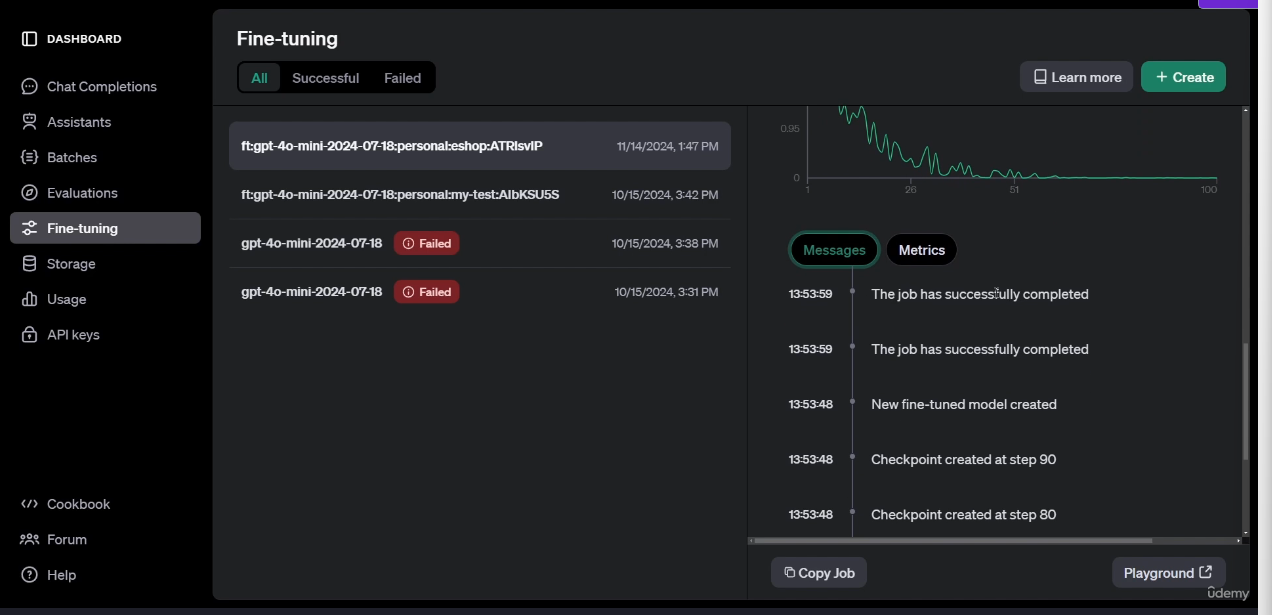 DASHBOARD
Chat Completions
Assistants
Batches
Evaluations
Fine-tuning
Storage
Usage
API keys
Cookbook
Forum
Help
Fine-tuning
All Successful Failed
Learn more
+ Create
ft:gpt-4o-mini-2024-07-18:personal:eshop:ATRIsvIP 11/14/2024, 1:47 PM
ft:gpt-4o-mini-2024-07-18:personal:my-test:AIbKSU5S 10/15/2024, 3:42 PM
gpt-4o-mini-2024-07-18 Failed 10/15/2024, 3:38 PM
gpt-4o-mini-2024-07-18 Failed 10/15/2024, 3:31 PM
0.95
0
1 26 51 100
Messages Metrics
13:53:59 The job has successfully completed
13:53:59 The job has successfully completed
13:53:48 New fine-tuned model created
13:53:48 Checkpoint created at step 90
13:53:48 Checkpoint created at step 80
Copy Job
Playground
ûdemy